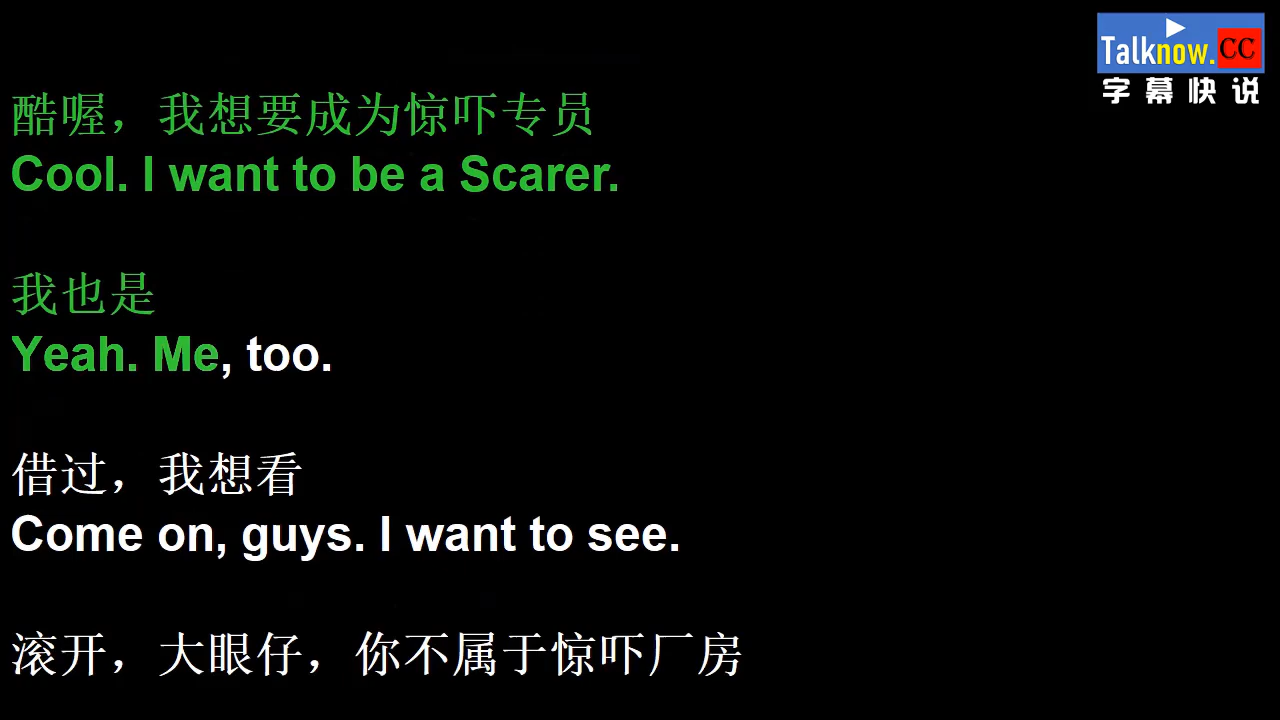 Talknow.CC
字幕快说
酷喔，我想要成为惊吓专员
Cool. I want to be a Scarer.
我也是
Yeah. Me, too.
借过，我想看
Come on, guys. I want to see.
滚开，大眼仔，你不属于惊吓厂房